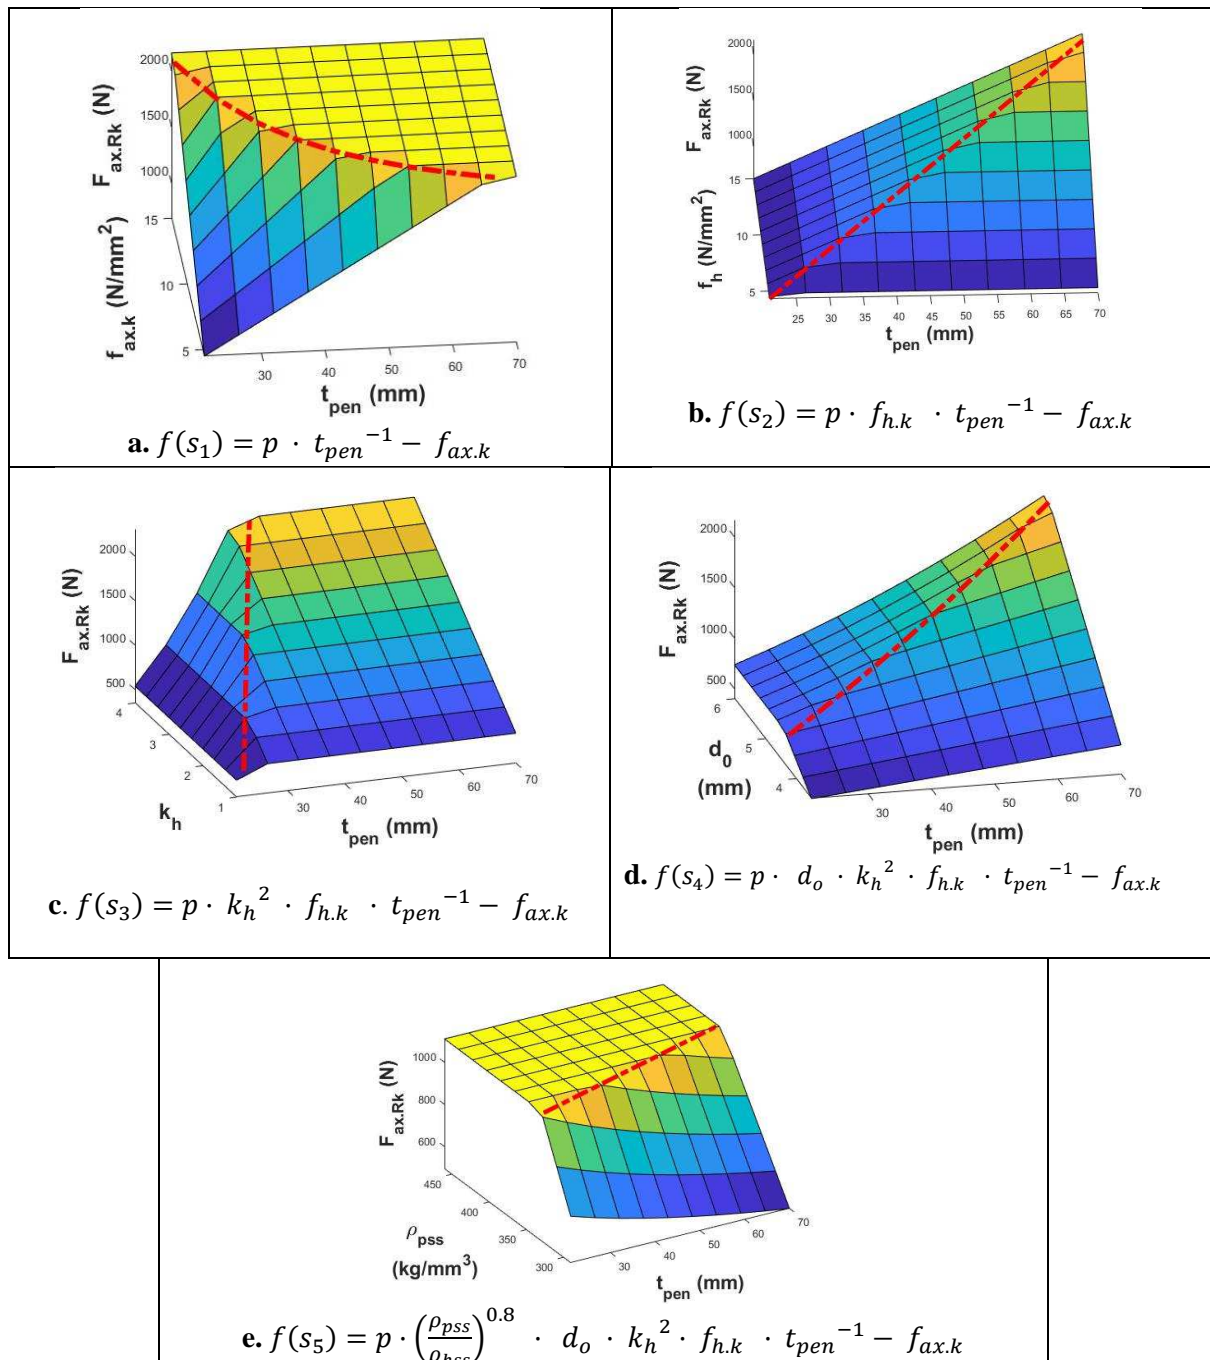 2000
1500
1000
15
10
5
30
40
50
60
70
F_ax.Rk (N)
f_ax.k (N/mm²)
t_pen (mm)
a. f(s₁) = p · t_pen⁻¹ − f_ax.k
2000
1500
1000
15
10
5
25
30
35
40
45
50
55
60
65
70
F_ax.Rk (N)
f_h (N/mm²)
t_pen (mm)
b. f(s₂) = p · f_h.k · t_pen⁻¹ − f_ax.k
2000
1500
1000
500
4
3
2
1
30
40
50
60
70
F_ax.Rk (N)
k_h
t_pen (mm)
c. f(s₃) = p · k_h² · f_h.k · t_pen⁻¹ − f_ax.k
2000
1500
1000
500
6
5
4
30
40
50
60
70
F_ax.Rk (N)
d_0
(mm)
t_pen (mm)
d. f(s₄) = p · d_o · k_h² · f_h.k · t_pen⁻¹ − f_ax.k
1000
800
600
450
400
350
300
30
40
50
60
70
F_ax.Rk (N)
ρ_pss
(kg/mm³)
t_pen (mm)
e. f(s₅) = p · (ρ_pss/ρ_hss)^0.8 · d_o · k_h² · f_h.k · t_pen⁻¹ − f_ax.k